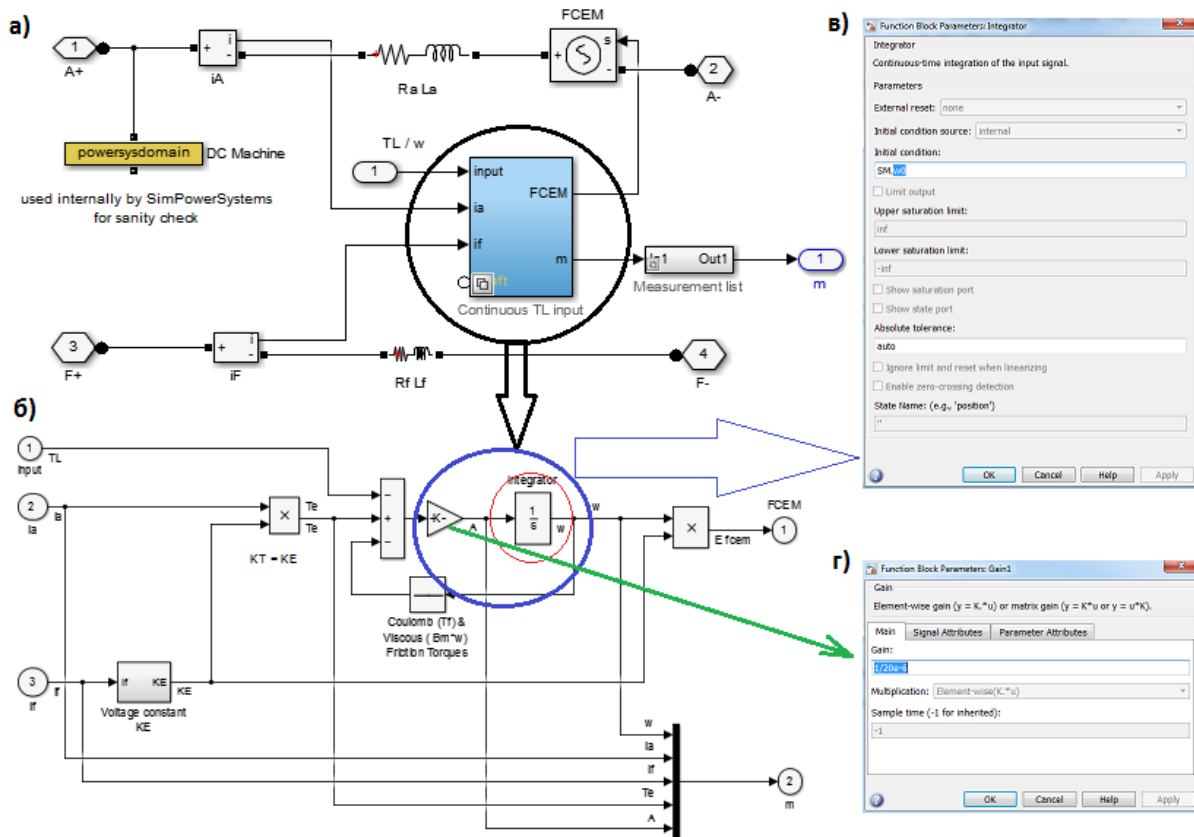 а)
FCEM
1
A+
+
i
-
iA
Ra La
+
s
-
2
A-
powersysdomain
DC Machine
used internally by SimPowerSystems
for sanity check
TL / w
1
input
ia
if
FCEM
m
Continuous TL input
Out1
Measurement list
1
m
3
F+
+
i
-
iF
Rf Lf
4
F-
б)
1
Input
TL
2
Ia
Ia
×
Te
Te
KT = KE
−
+
−
-K-
A
Integrator
1
s
w
w
×
E fcem
FCEM
1
Coulomb (Tf) &
Viscous ( Bm*w)
Friction Torques
3
If
If
If
KE
KE
Voltage constant
KE
w
Ia
If
Te
A
2
m
в)
Function Block Parameters: Integrator
Integrator
Continuous-time integration of the input signal.
Parameters
External reset: none
Initial condition source: internal
Initial condition:
SM.w0
Limit output
Upper saturation limit:
inf
Lower saturation limit:
-inf
Show saturation port
Show state port
Absolute tolerance:
auto
Ignore limit and reset when linearizing
Enable zero-crossing detection
State Name: (e.g., 'position')
''
OK Cancel Help Apply
г)
Function Block Parameters: Gain1
Gain
Element-wise gain (y = K.*u) or matrix gain (y = K*u or y = u*K).
Main Signal Attributes Parameter Attributes
Gain:
1/20e-6
Multiplication: Element-wise(K.*u)
Sample time (-1 for inherited):
-1
OK Cancel Help Apply